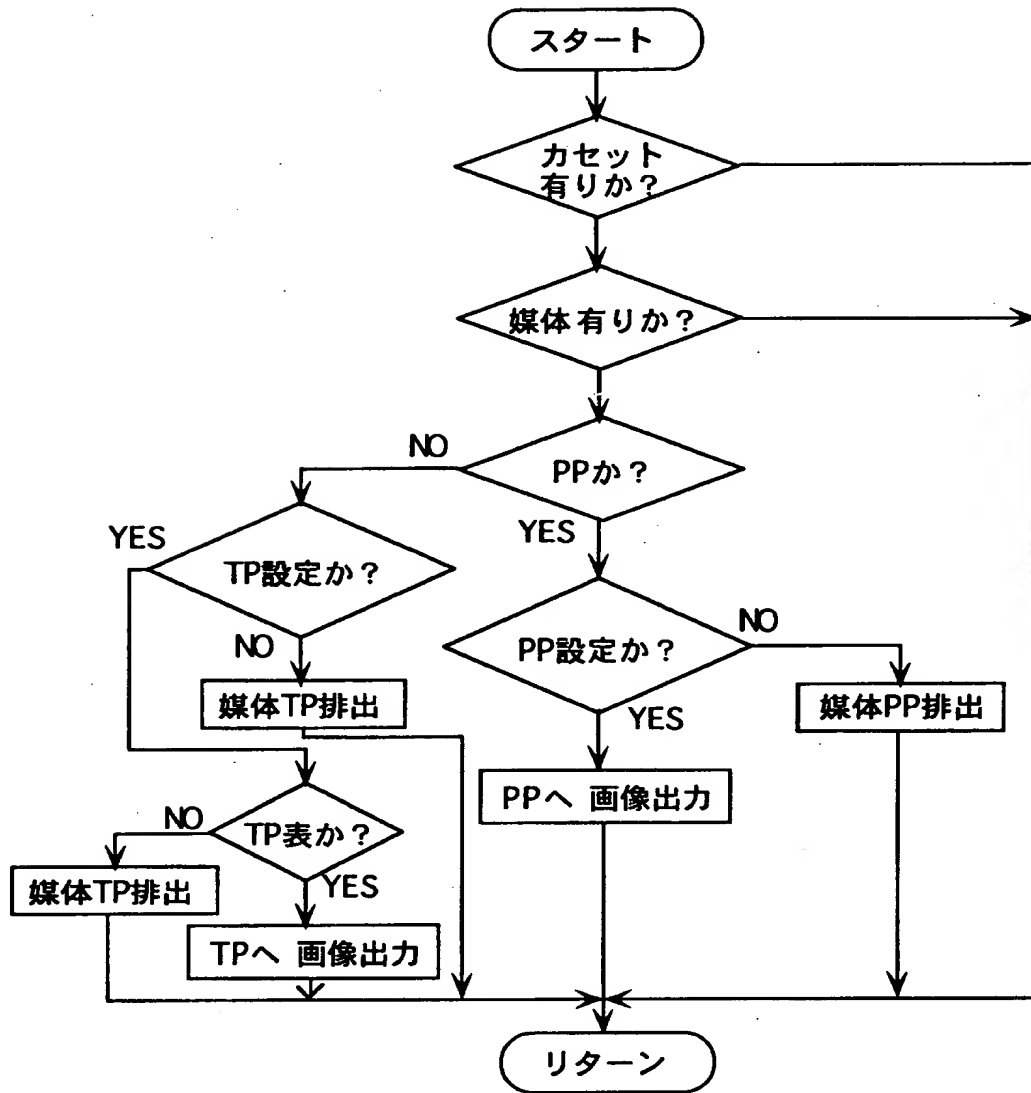 スタート
カセット
有りか？
媒体有りか？
NO
PPか？
YES
YES
TP設定か？
NO
PP設定か？
NO
媒体TP排出
YES
媒体PP排出
PPへ 画像出力
NO
TP表か？
媒体TP排出
YES
TPへ 画像出力
リターン